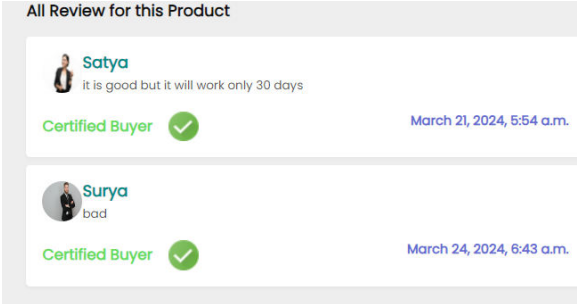 All Review for this Product
Satya
it is good but it will work only 30 days
Certified Buyer
March 21, 2024, 5:54 a.m.
Surya
bad
Certified Buyer
March 24, 2024, 6:43 a.m.